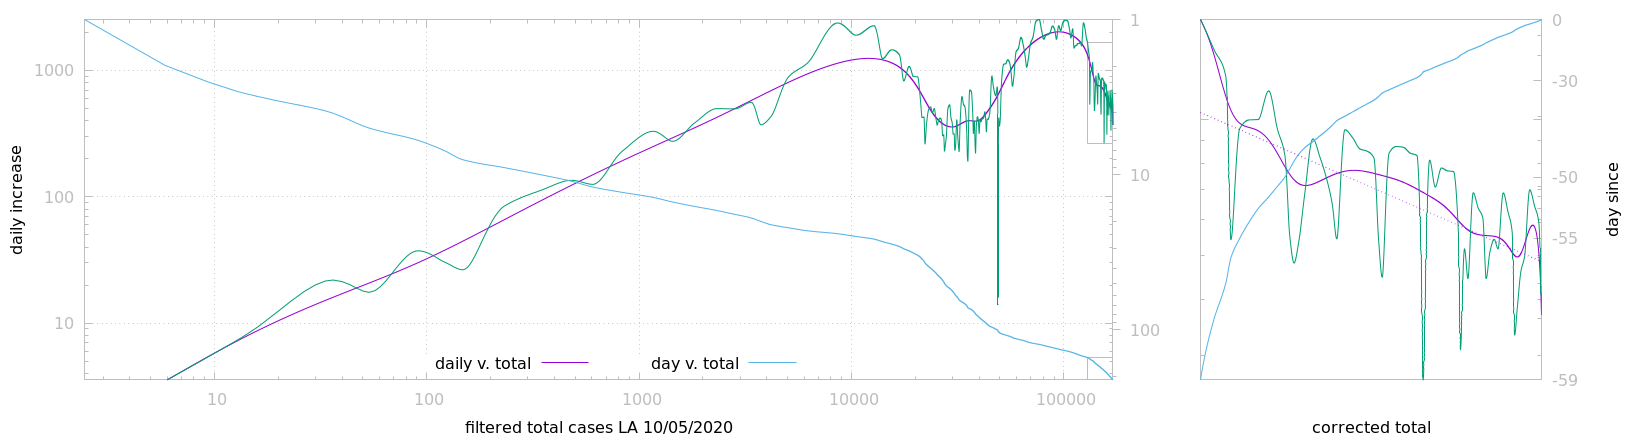 1000
100
10
daily increase
daily v. total
day v. total
1
10
100
10
100
1000
10000
100000
filtered total cases LA 10/05/2020
0
-30
-50
-55
-59
day since
corrected total